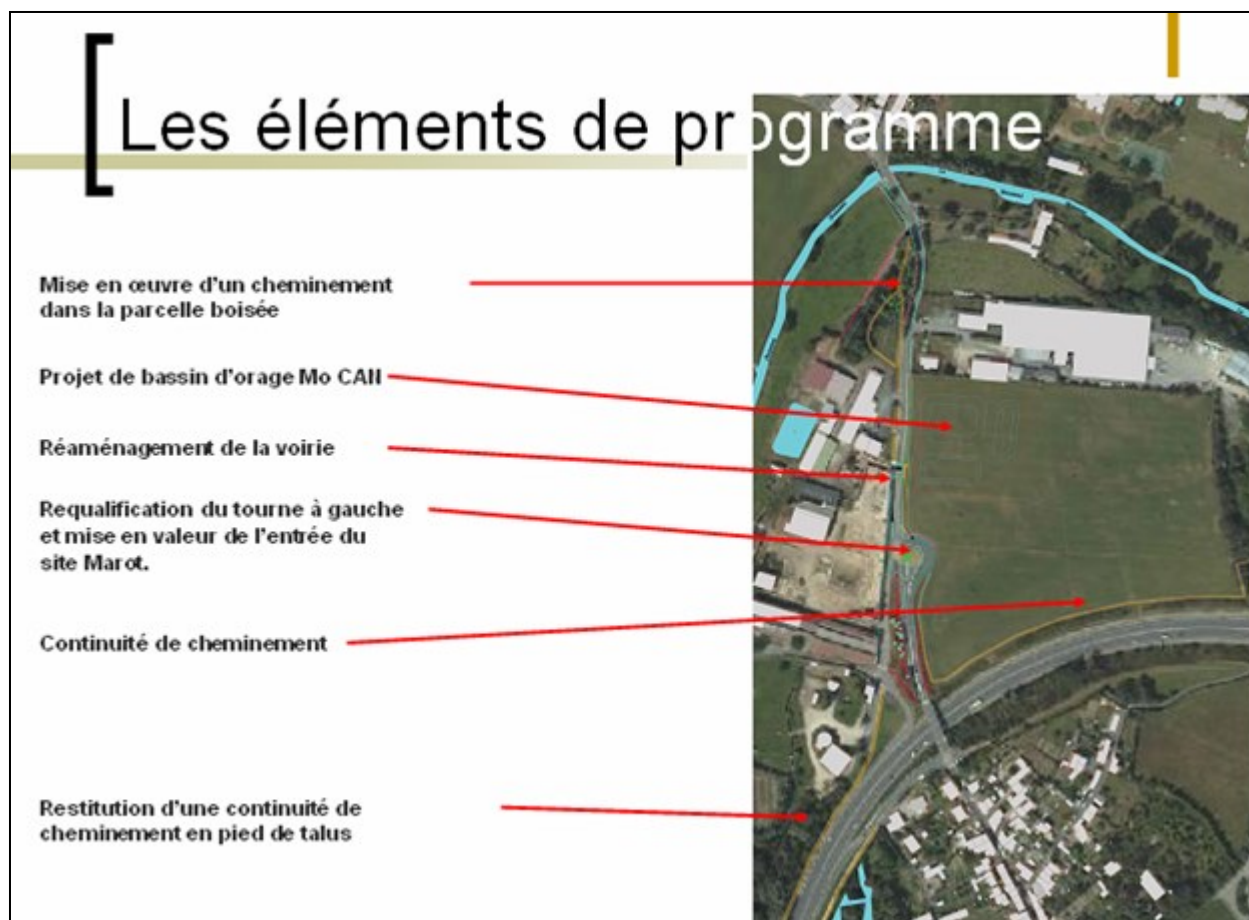 Les éléments de programme
Mise en œuvre d'un cheminement
dans la parcelle boisée
Projet de bassin d'orage Mo CAN
Réaménagement de la voirie
Requalification du tourne à gauche
et mise en valeur de l'entrée du
site Marot.
Continuité de cheminement
Restitution d'une continuité de
cheminement en pied de talus